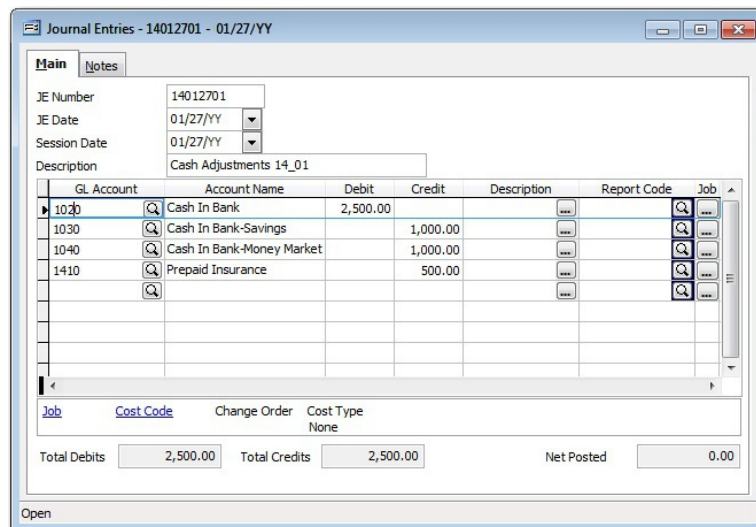 Journal Entries - 14012701 - 01/27/YY
Main Notes
JE Number 14012701
JE Date 01/27/YY
Session Date 01/27/YY
Description Cash Adjustments 14_01
GL Account Account Name Debit Credit Description Report Code Job
1020 Cash In Bank 2,500.00 ... ...
1030 Cash In Bank-Savings 1,000.00 ... ...
1040 Cash In Bank-Money Market 1,000.00 ... ...
1410 Prepaid Insurance 500.00 ... ...
... ...
Job Cost Code Change Order Cost Type
None
Total Debits 2,500.00 Total Credits 2,500.00 Net Posted 0.00
Open